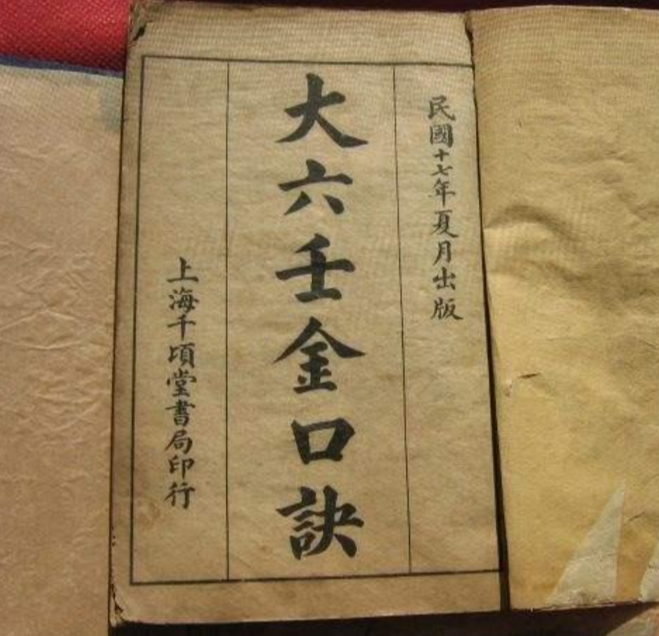 民國十七年夏月出版
大六壬金口訣
上海千頃堂書局印行